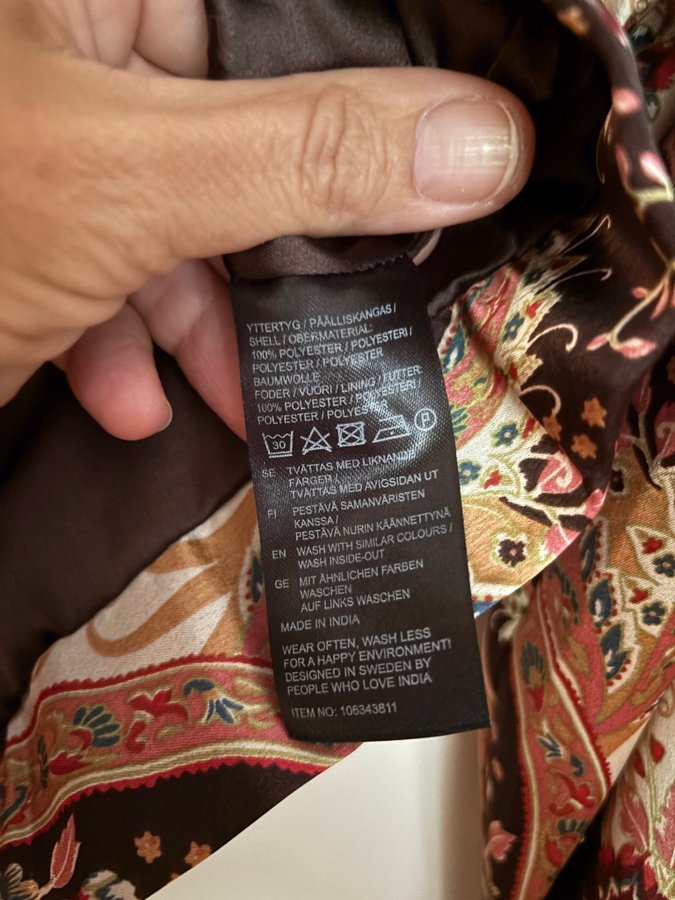 YTTERTYG / PÄÄLLISKANGAS /
SHELL / OBERMATERIAL:
100% POLYESTER / POLYESTERI /
POLYESTER / POLYESTER
BAUMWOLLE
FODER / VUORI / LINING / FUTTER:
100% POLYESTER / POLYESTERI /
POLYESTER / POLYESTER
30 P
SE TVÄTTAS MED LIKNANDE
FÄRGER /
TVÄTTAS MED AVIGSIDAN UT
FI PESTÄVÄ SAMANVÄRISTEN
KANSSA /
PESTÄVÄ NURIN KÄÄNNETTYNÄ
EN WASH WITH SIMILAR COLOURS /
WASH INSIDE-OUT
GE MIT ÄHNLICHEN FARBEN
WASCHEN
AUF LINKS WASCHEN
MADE IN INDIA
WEAR OFTEN, WASH LESS
FOR A HAPPY ENVIRONMENT!
DESIGNED IN SWEDEN BY
PEOPLE WHO LOVE INDIA
ITEM NO: 106343811